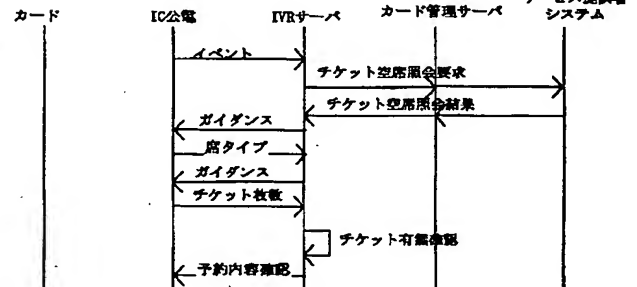 カード
IC公電
IVRサーバ
カード管理サーバ
システム
イベント
チケット空席照会要求
チケット空席照会結果
ガイダンス
席タイプ
ガイダンス
チケット枚数
チケット有無確認
予約内容確認